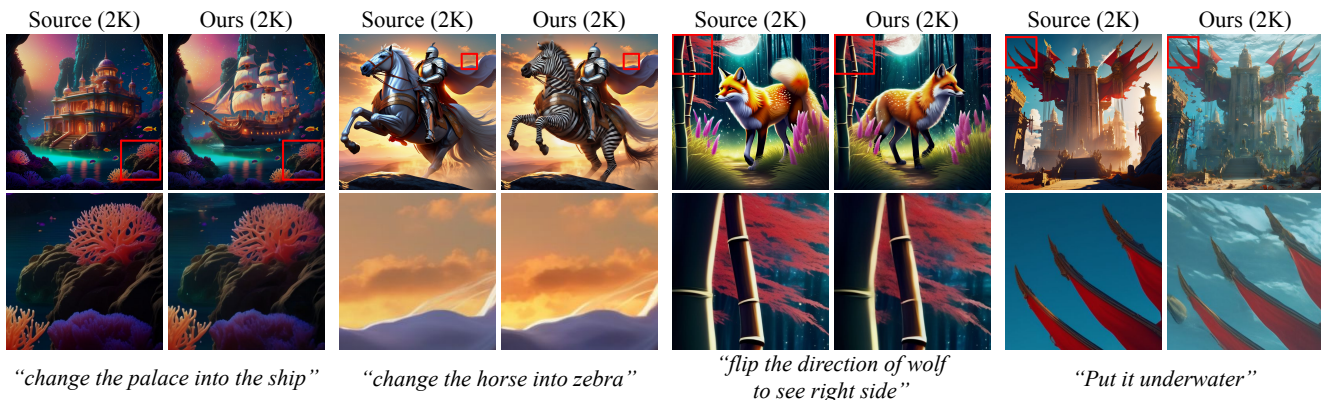 Source (2K) Ours (2K) Source (2K) Ours (2K) Source (2K) Ours (2K) Source (2K) Ours (2K)
“change the palace into the ship”
“change the horse into zebra”
“flip the direction of wolf
to see right side”
“Put it underwater”